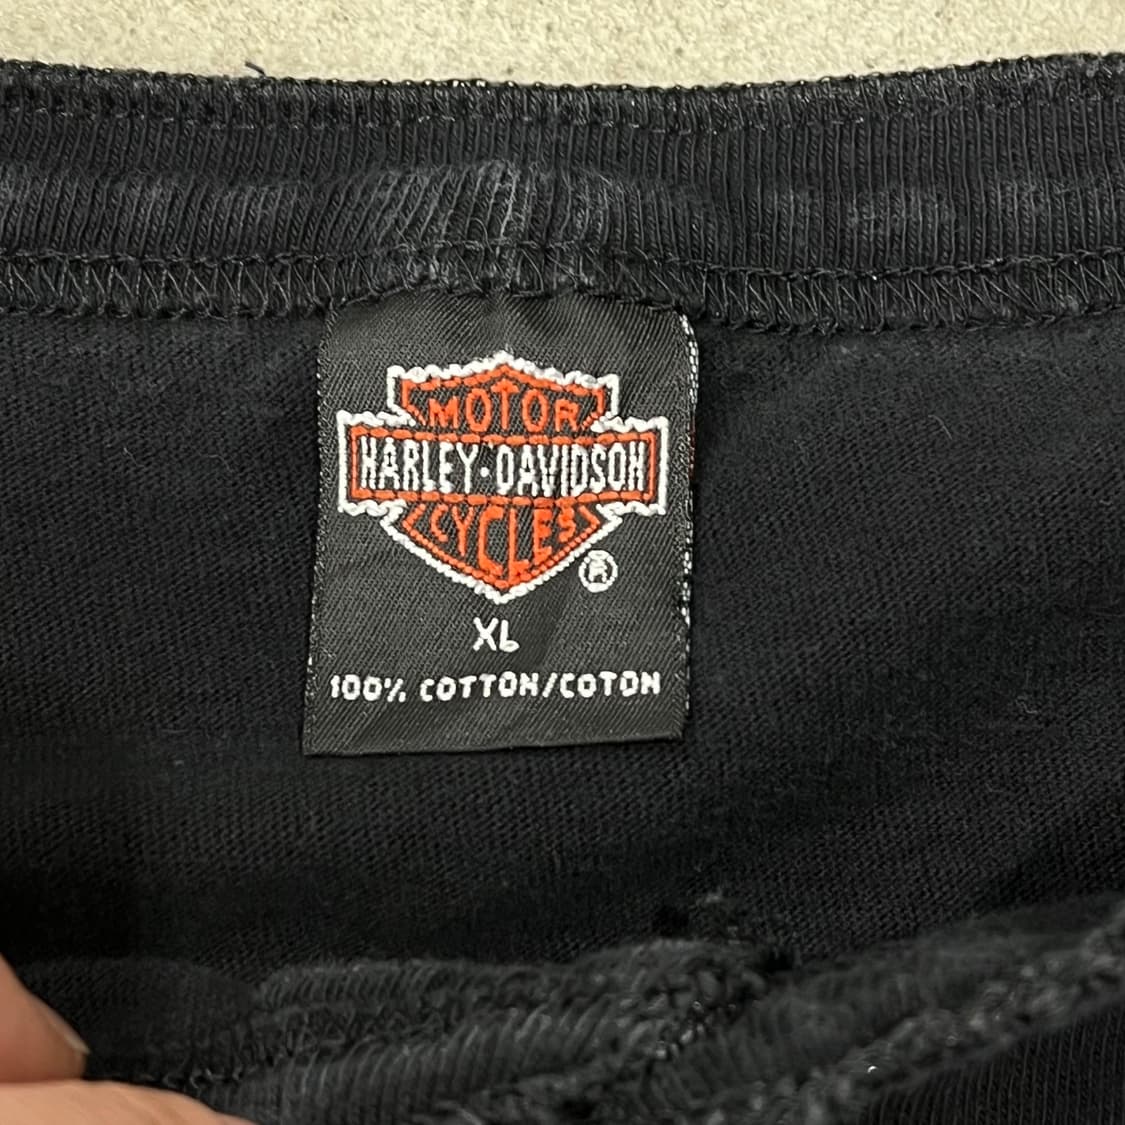 MOTOR
HARLEY-DAVIDSON
CYCLES
®
XL
100% COTTON/COTON